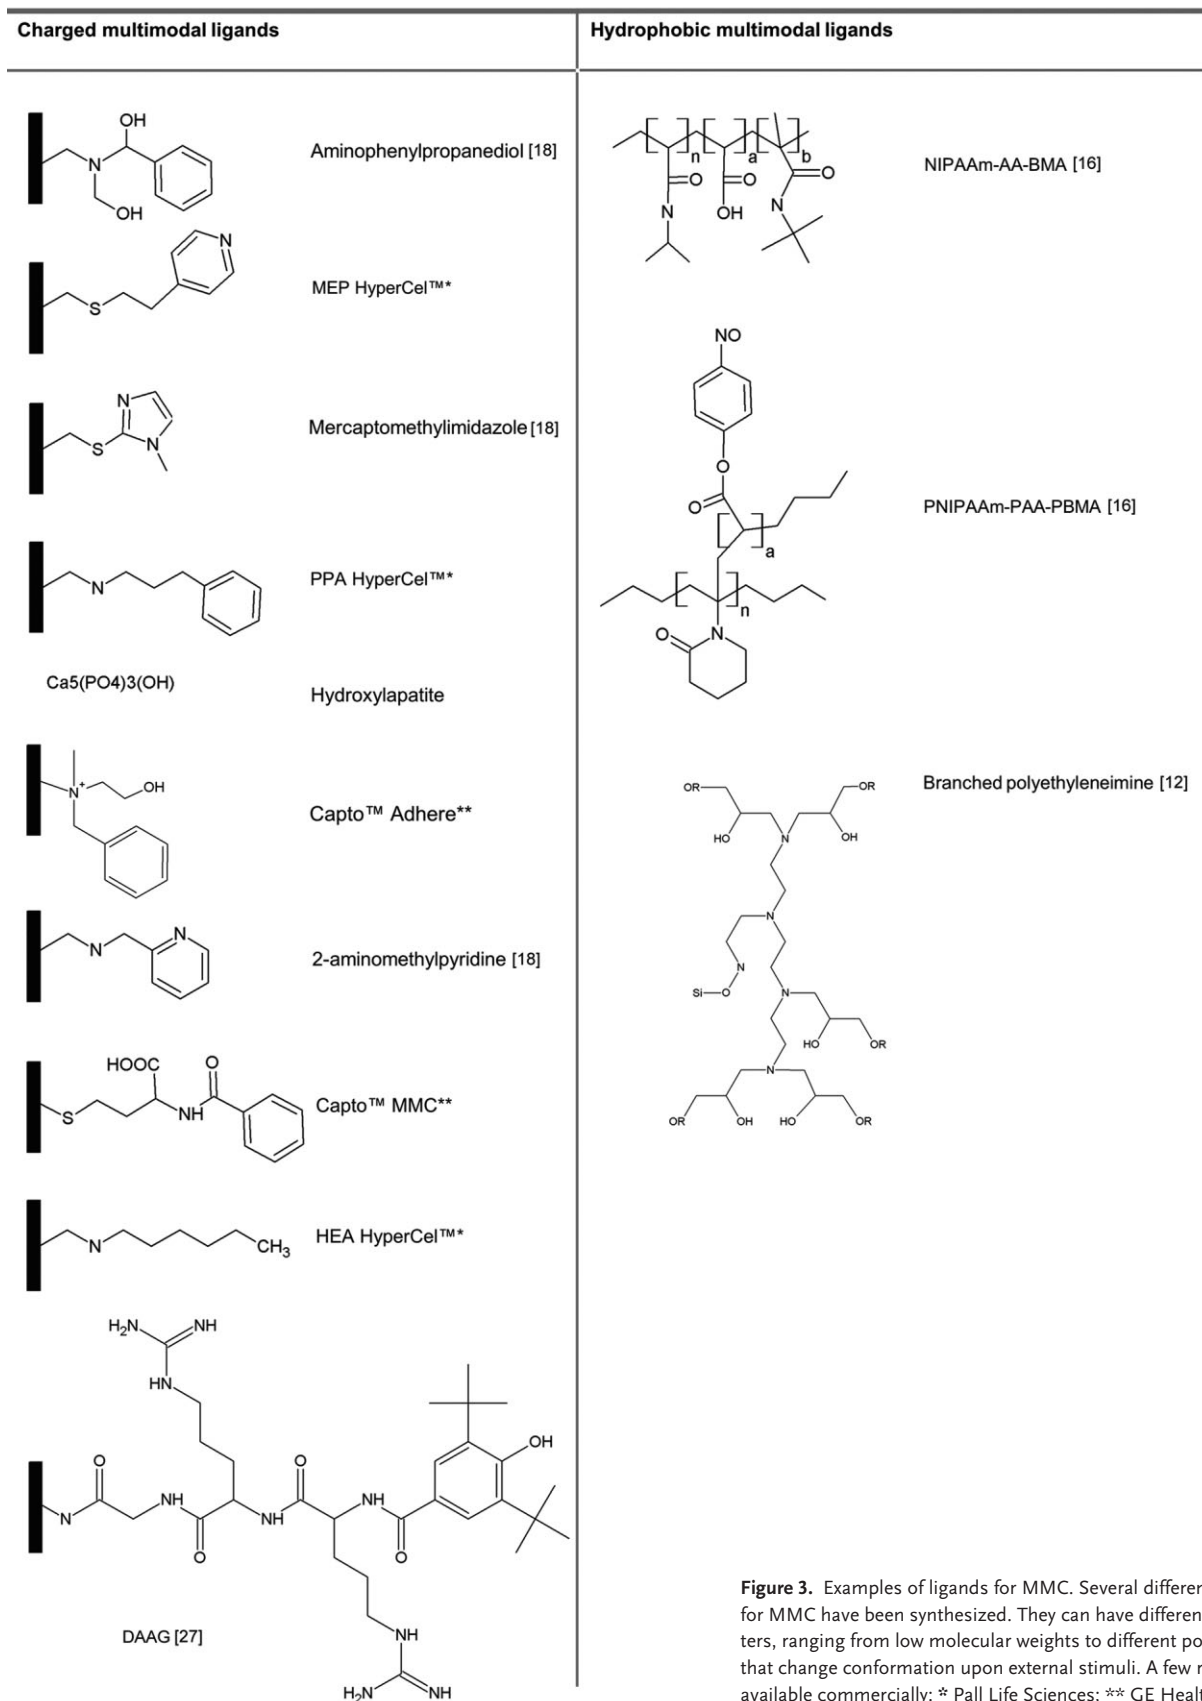 Charged multimodal ligands
Hydrophobic multimodal ligands
OH
N
OH
Aminophenylpropanediol [18]
N
S
MEP HyperCel™*
N
S
N
Mercaptomethylimidazole [18]
N
PPA HyperCel™*
Ca5(PO4)3(OH)
Hydroxylapatite
N+
OH
Capto™ Adhere**
N
N
2-aminomethylpyridine [18]
HOOC
O
S
NH
Capto™ MMC**
N
CH3
HEA HyperCel™*
H2N
NH
HN
O
O
OH
N
NH
NH
NH
O
O
NH
H2N
NH
DAAG [27]
n
a
b
O
O
O
N
OH
N
NIPAAm-AA-BMA [16]
NO
O
O
a
n
O
N
PNIPAAm-PAA-PBMA [16]
OR
OR
HO
OH
N
N
N
Si
O
N
HO
OR
N
OR
OH
HO
OR
Branched polyethyleneimine [12]
Figure 3. Examples of ligands for MMC. Several differen
for MMC have been synthesized. They can have differen
ters, ranging from low molecular weights to different po
that change conformation upon external stimuli. A few
available commercially: * Pall Life Sciences; ** GE Healt